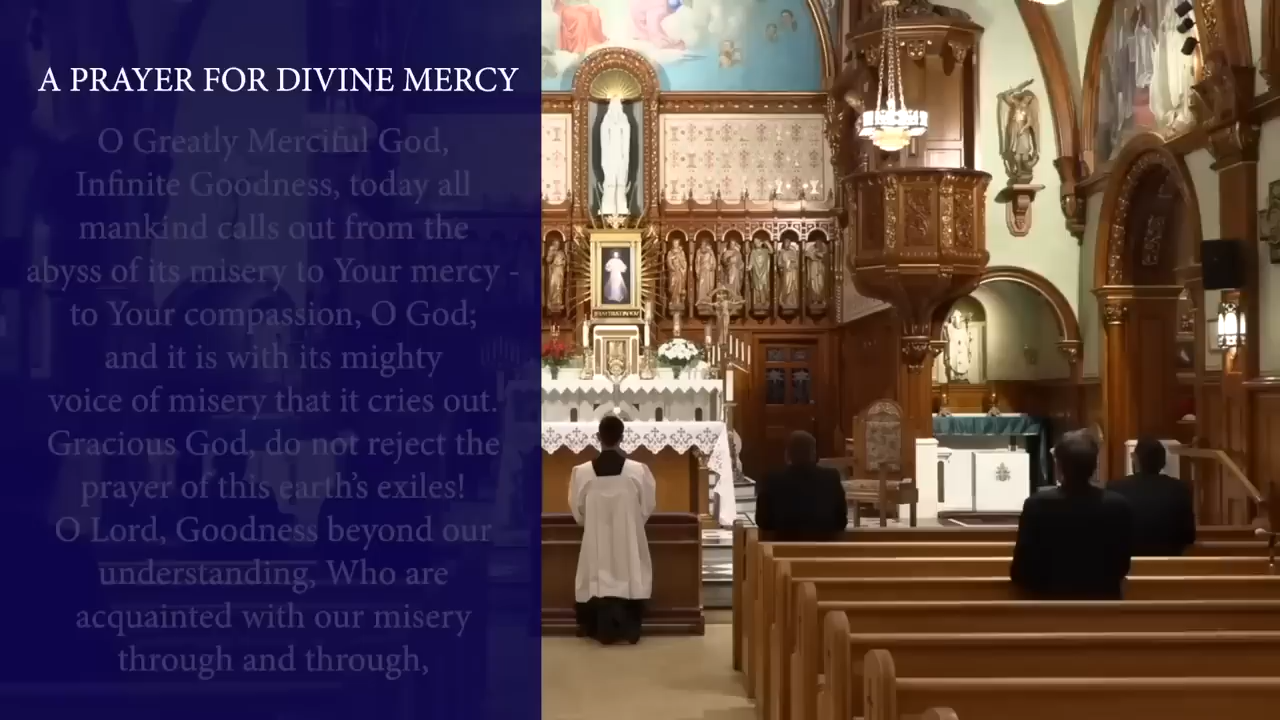 A PRAYER FOR DIVINE MERCY
O Greatly Merciful God,
Infinite Goodness, today all
mankind calls out from the
abyss of its misery to Your mercy -
to Your compassion, O God;
and it is with its mighty
voice of misery that it cries out.
Gracious God, do not reject the
prayer of this earth's exiles!
O Lord, Goodness beyond our
understanding, Who are
acquainted with our misery
through and through,